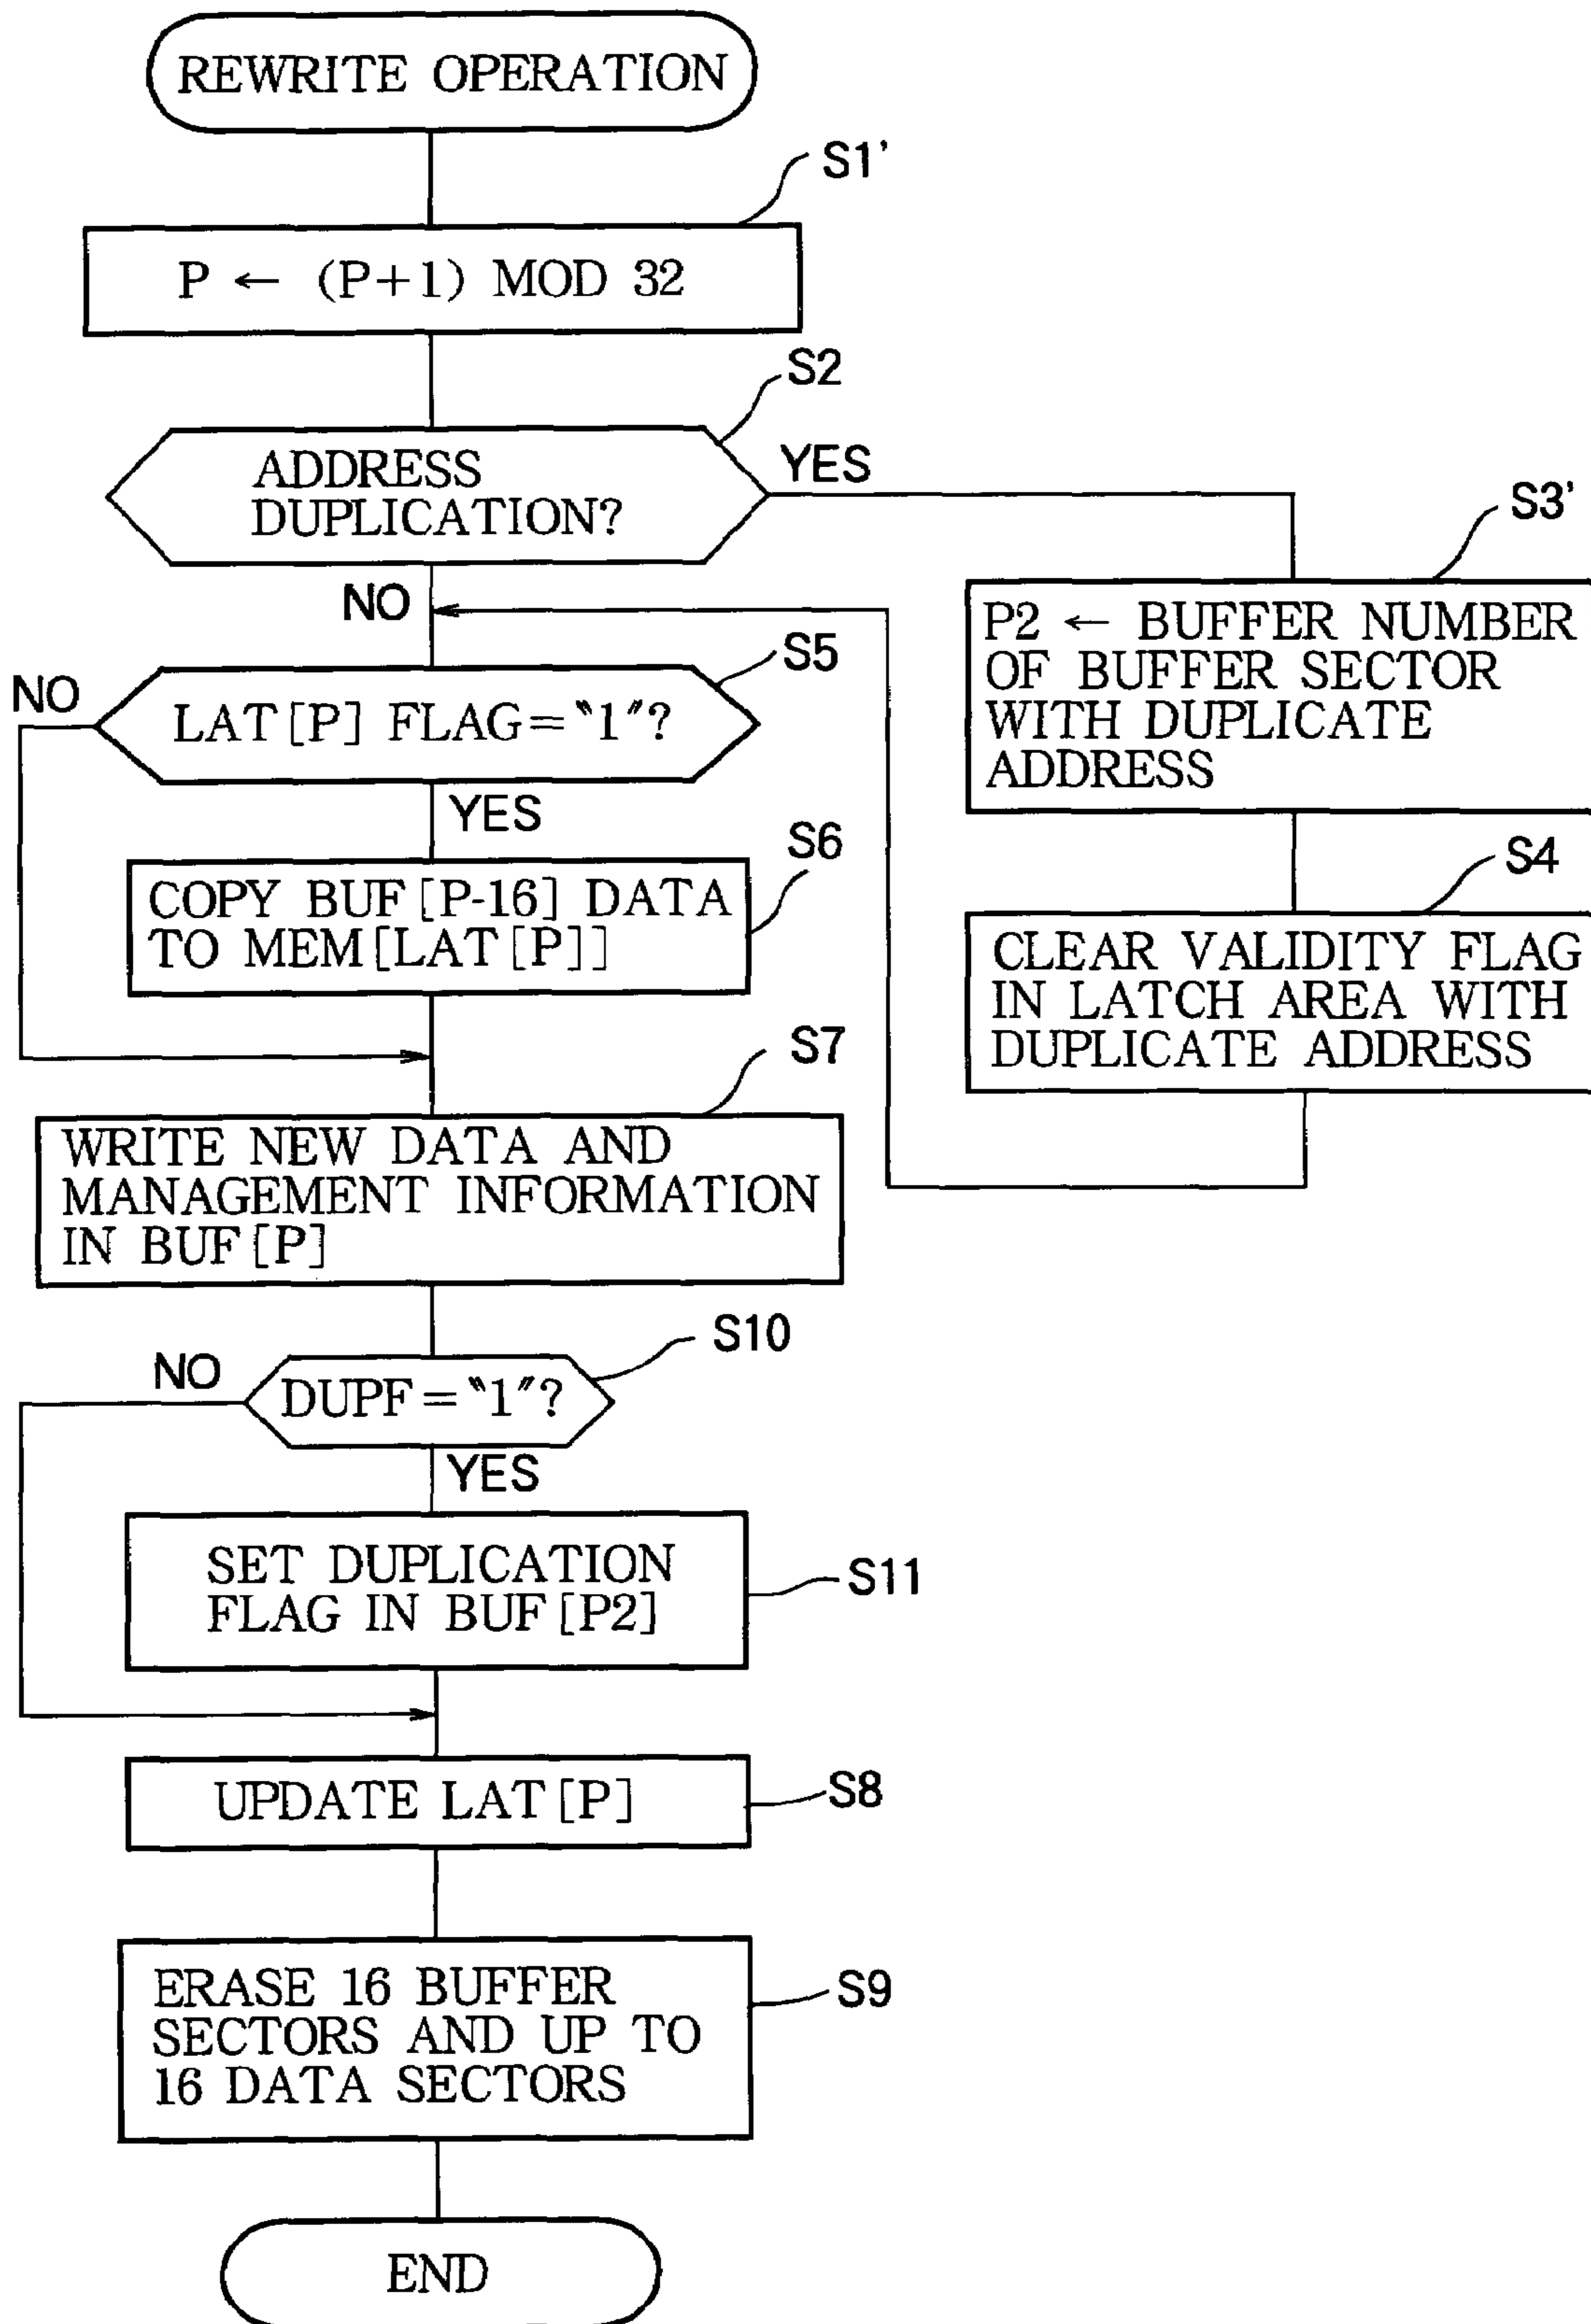 REWRITE OPERATION
S1'
P ← (P+1) MOD 32
S2
ADDRESS
DUPLICATION?
YES
NO
S3'
P2 ← BUFFER NUMBER
OF BUFFER SECTOR
WITH DUPLICATE
ADDRESS
S4
CLEAR VALIDITY FLAG
IN LATCH AREA WITH
DUPLICATE ADDRESS
S5
NO
LAT[P] FLAG=〝1〞?
YES
S6
COPY BUF[P-16] DATA
TO MEM[LAT[P]]
S7
WRITE NEW DATA AND
MANAGEMENT INFORMATION
IN BUF[P]
S10
NO
DUPF=〝1〞?
YES
SET DUPLICATION
FLAG IN BUF[P2]
S11
UPDATE LAT[P]
S8
ERASE 16 BUFFER
SECTORS AND UP TO
16 DATA SECTORS
S9
END